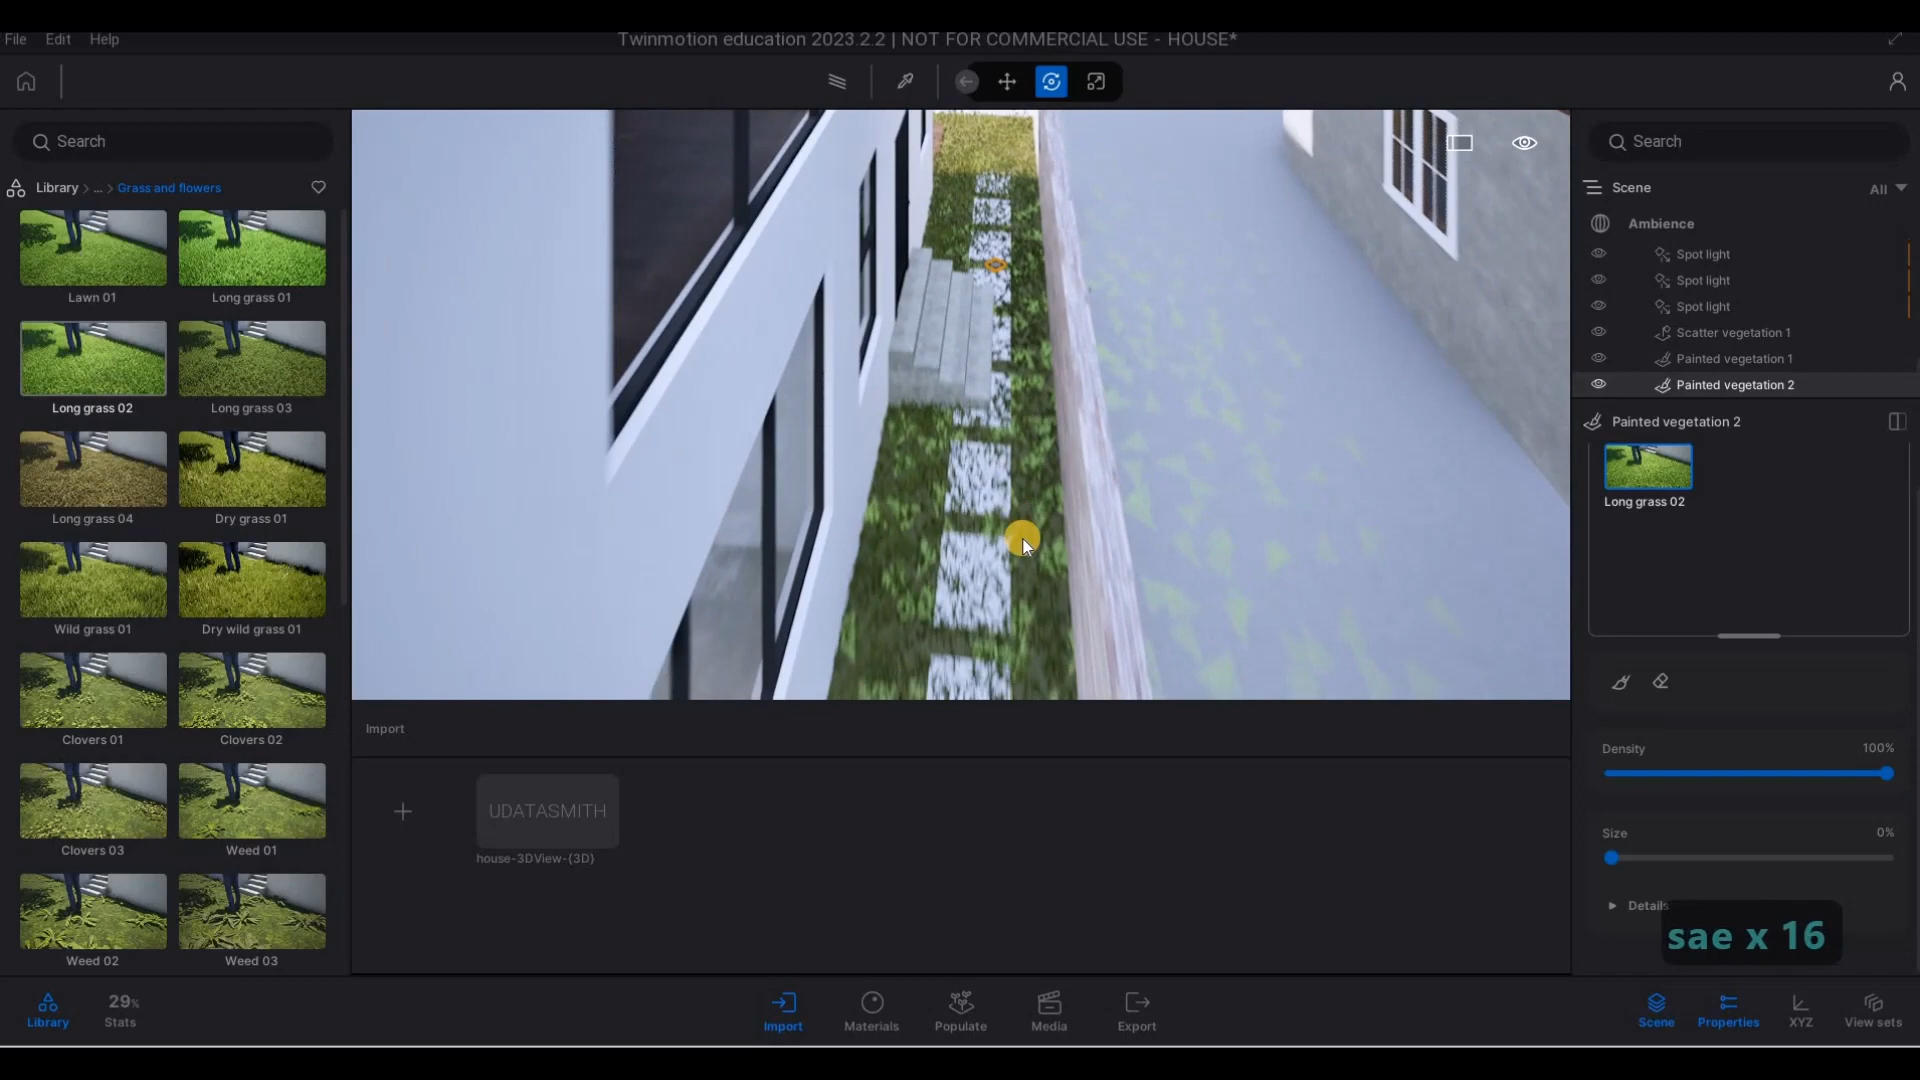 File Edit Help
Twinmotion education 2023.2.2 | NOT FOR COMMERCIAL USE - HOUSE*
Search
Library > ... > Grass and flowers
Lawn 01
Long grass 01
Long grass 02
Long grass 03
Long grass 04
Dry grass 01
Wild grass 01
Dry wild grass 01
Clovers 01
Clovers 02
Clovers 03
Weed 01
Weed 02
Weed 03
Import
UDATASMITH
house-3DView-{3D}
Search
Scene All
Ambience
Spot light
Spot light
Spot light
Scatter vegetation 1
Painted vegetation 1
Painted vegetation 2
Painted vegetation 2
Long grass 02
Density 100%
Size 0%
Details
sae x 16
Library
29% Stats
Import
Materials
Populate
Media
Export
Scene
Properties
XYZ
View sets